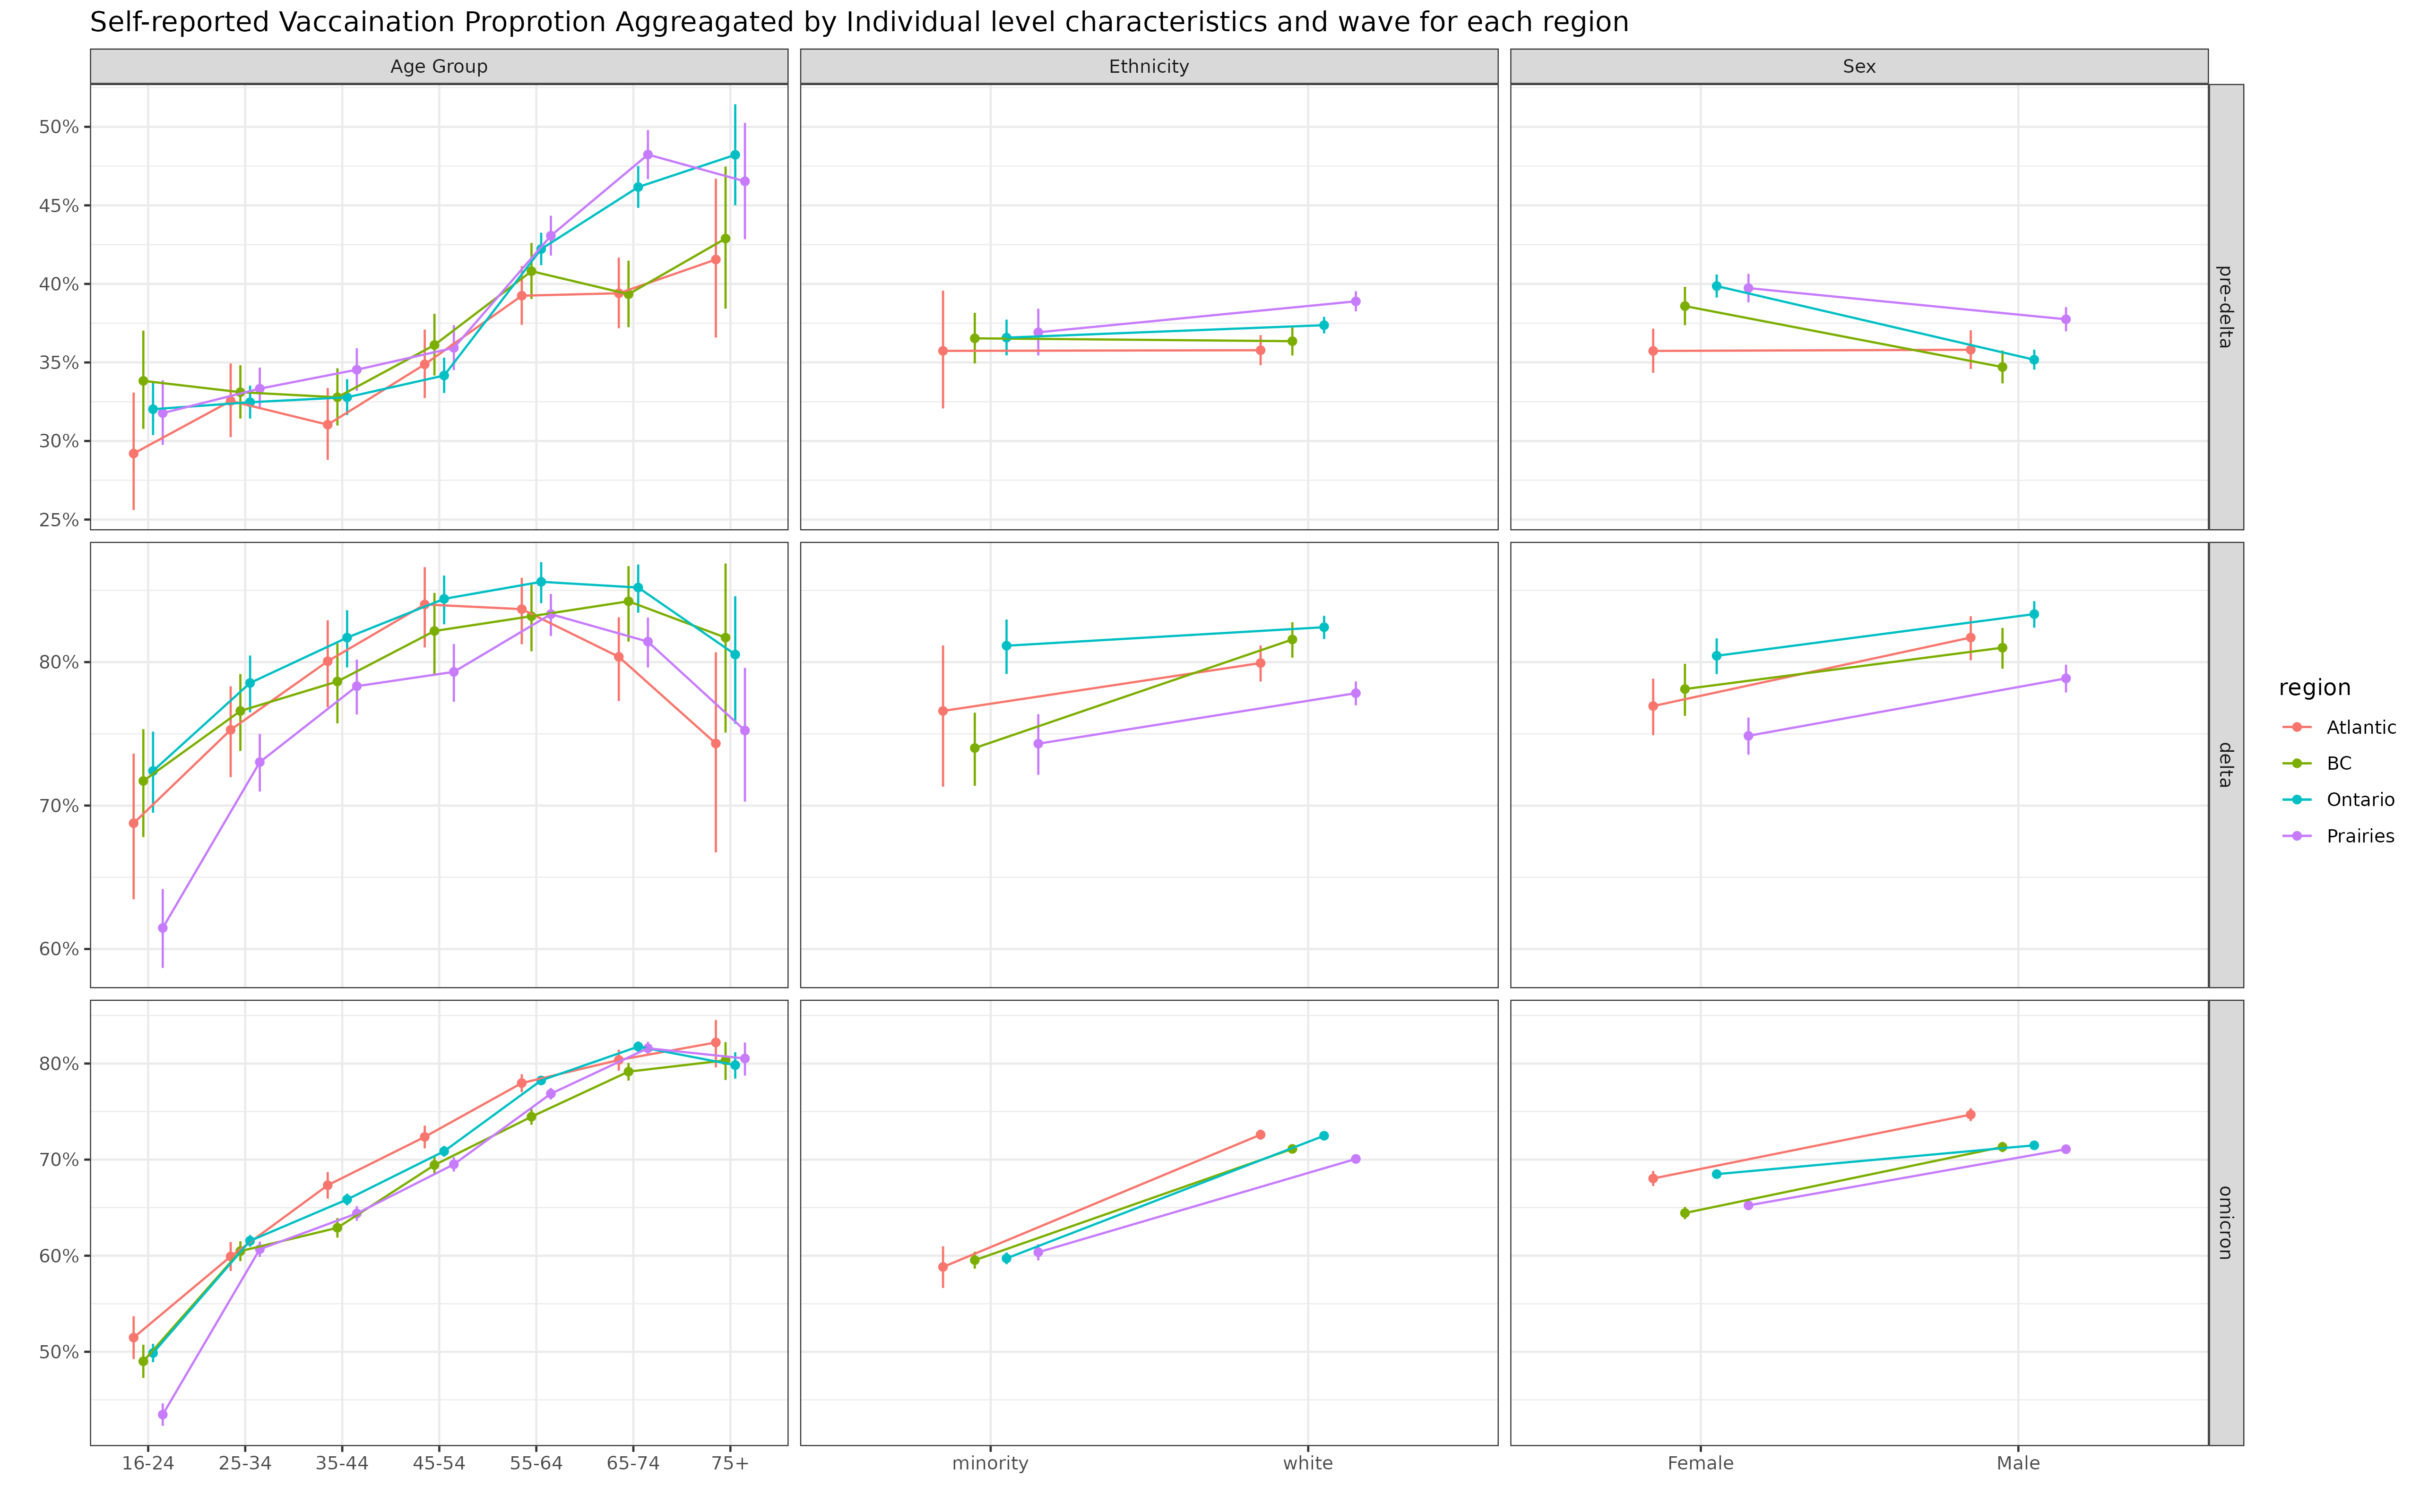 Self-reported Vaccaination Proprotion Aggreagated by Individual level characteristics and wave for each region
Age Group
Ethnicity
Sex
50%
45%
40%
35%
30%
25%
pre-delta
80%
70%
60%
delta
80%
70%
60%
50%
omicron
16-24 25-34 35-44 45-54 55-64 65-74 75+
minority white
Female Male
region
Atlantic
BC
Ontario
Prairies